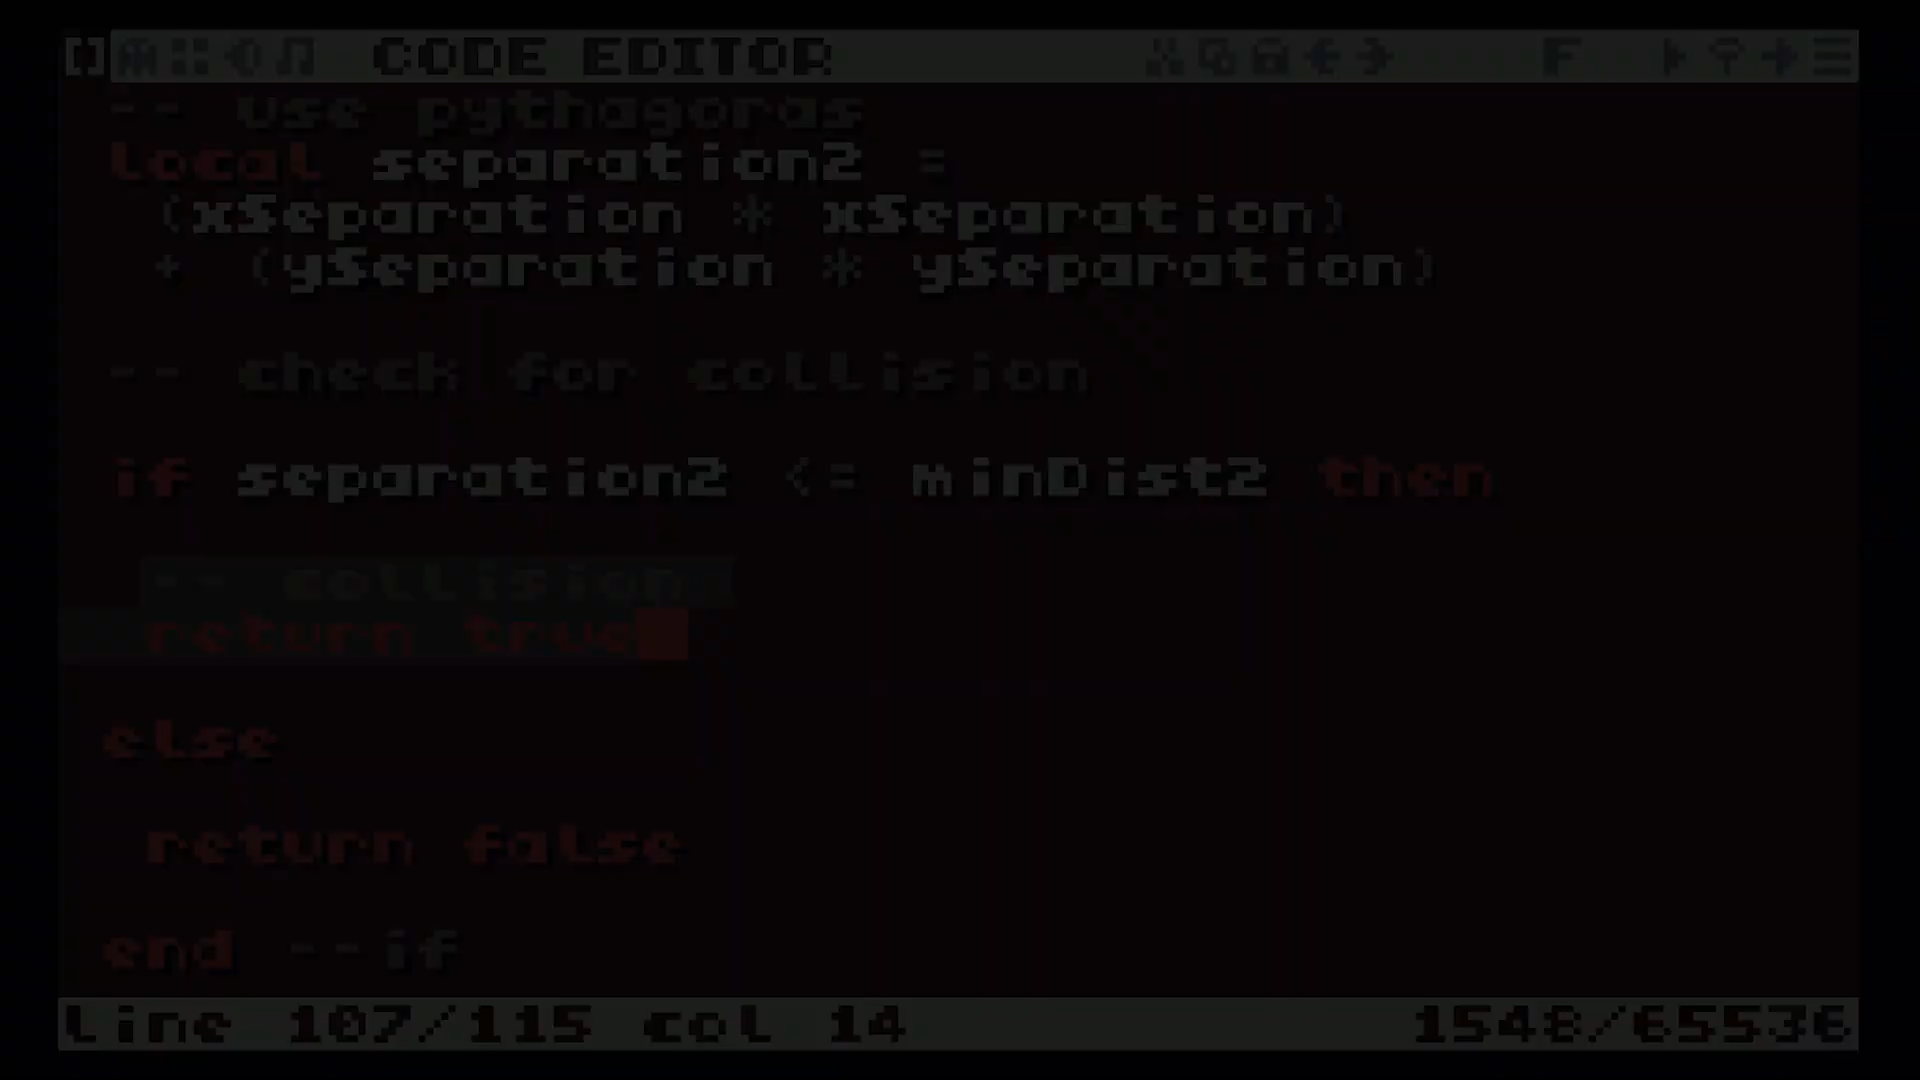 CODE EDITOR F
-- use pythagoras
local separation2 =
(xSeparation * xSeparation)
+ (ySeparation * ySeparation)
-- check for collision
if separation2 <= minDist2 then
-- collision
return true
else
return false
end --if
line 107/115 col 14 1548/65536